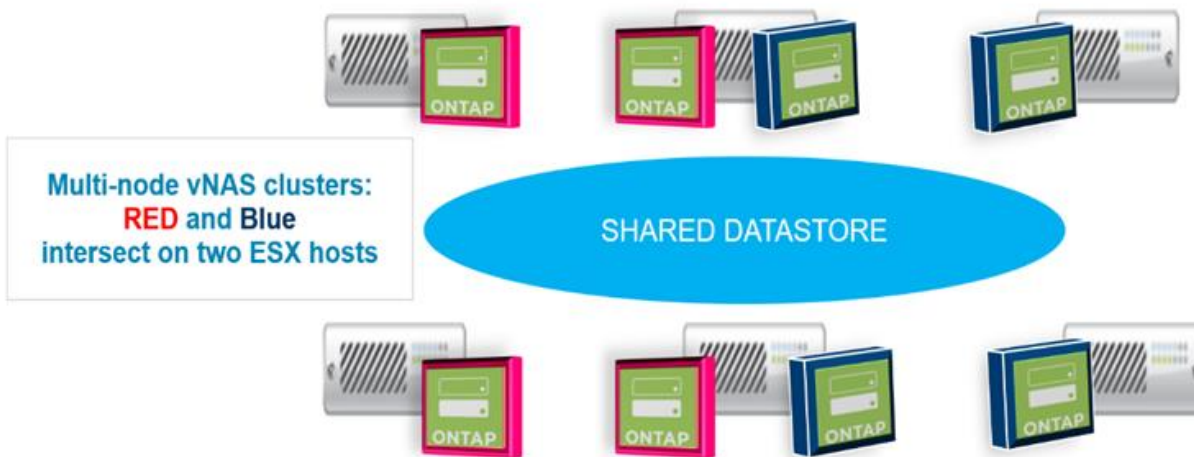 ONTAP
ONTAP
ONTAP
ONTAP
Multi-node vNAS clusters:
RED and Blue
intersect on two ESX hosts
SHARED DATASTORE
ONTAP
ONTAP
ONTAP
ONTAP